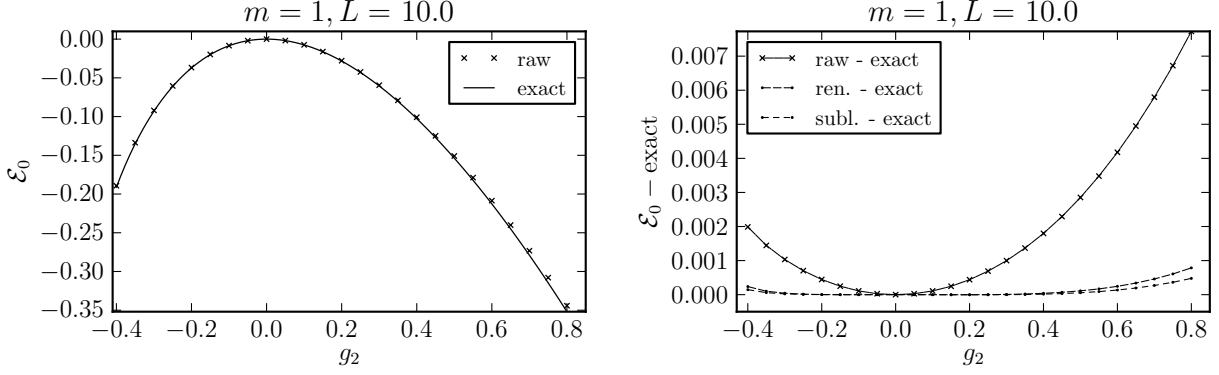 m = 1, L = 10.0
0.00
−0.05
−0.10
−0.15
−0.20
−0.25
−0.30
−0.35
ℰ₀
raw
exact
−0.4 −0.2 0.0 0.2 0.4 0.6 0.8
g₂
m = 1, L = 10.0
0.007
0.006
0.005
0.004
0.003
0.002
0.001
0.000
ℰ₀ − exact
raw - exact
ren. - exact
subl. - exact
−0.4 −0.2 0.0 0.2 0.4 0.6 0.8
g₂